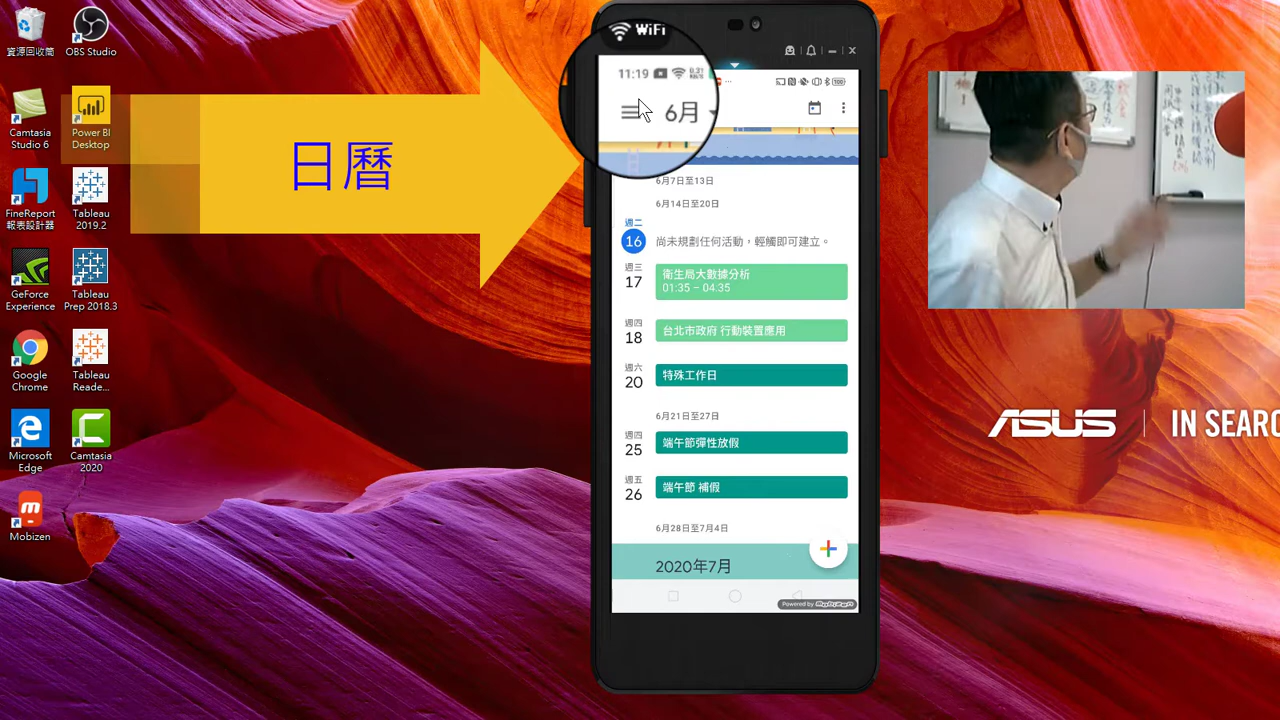 資源回收筒
OBS Studio
Camtasia
Studio 6
Power BI
Desktop
FineReport
報表設計器
Tableau
2019.2
GeForce
Experience
Tableau
Prep 2018.3
Google
Chrome
Tableau
Reade...
Microsoft
Edge
Camtasia
2020
Mobizen
日曆
WiFi
11:19
6月
6月7日至13日
6月14日至20日
週二
16
尚未規劃任何活動，輕觸即可建立。
週三
17
衛生局大數據分析
01:35 – 04:35
週四
18
台北市政府 行動裝置應用
週六
20
特殊工作日
6月21日至27日
週四
25
端午節彈性放假
週五
26
端午節 補假
6月28日至7月4日
2020年7月
Powered by
ASUS
IN SEARC